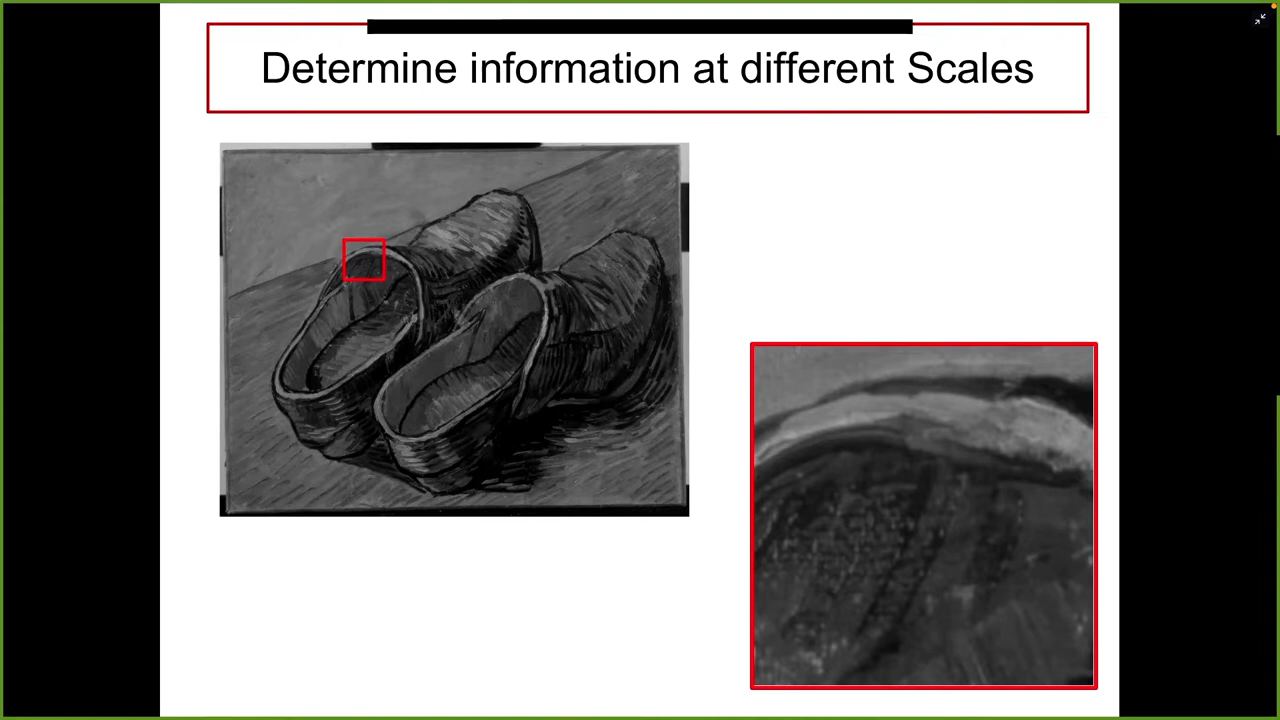 Determine information at different Scales